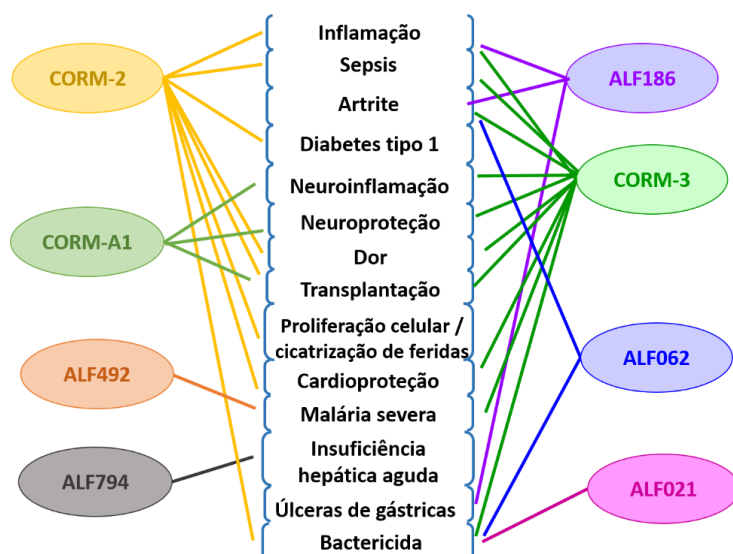 CORM-2
CORM-A1
ALF492
ALF794
Inflamação
Sepsis
Artrite
Diabetes tipo 1
Neuroinflamação
Neuroproteção
Dor
Transplantação
Proliferação celular /
cicatrização de feridas
Cardioproteção
Malária severa
Insuficiência
hepática aguda
Úlceras de gástricas
Bactericida
ALF186
CORM-3
ALF062
ALF021